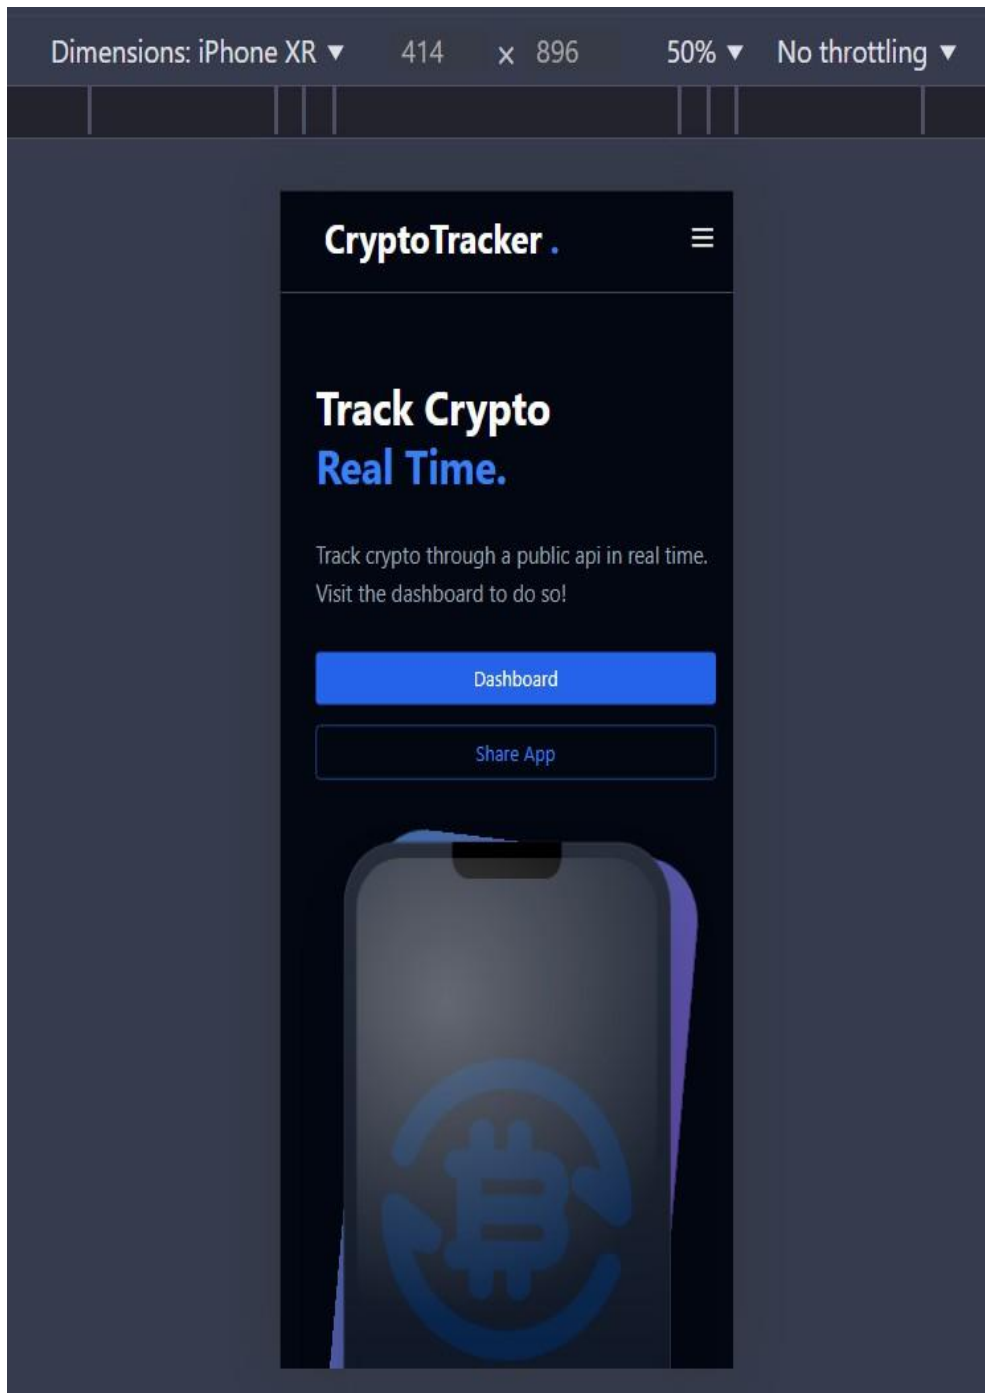 Dimensions: iPhone XR ▼ 414 x 896 50% ▼ No throttling ▼
CryptoTracker .
Track Crypto
Real Time.
Track crypto through a public api in real time.
Visit the dashboard to do so!
Dashboard
Share App